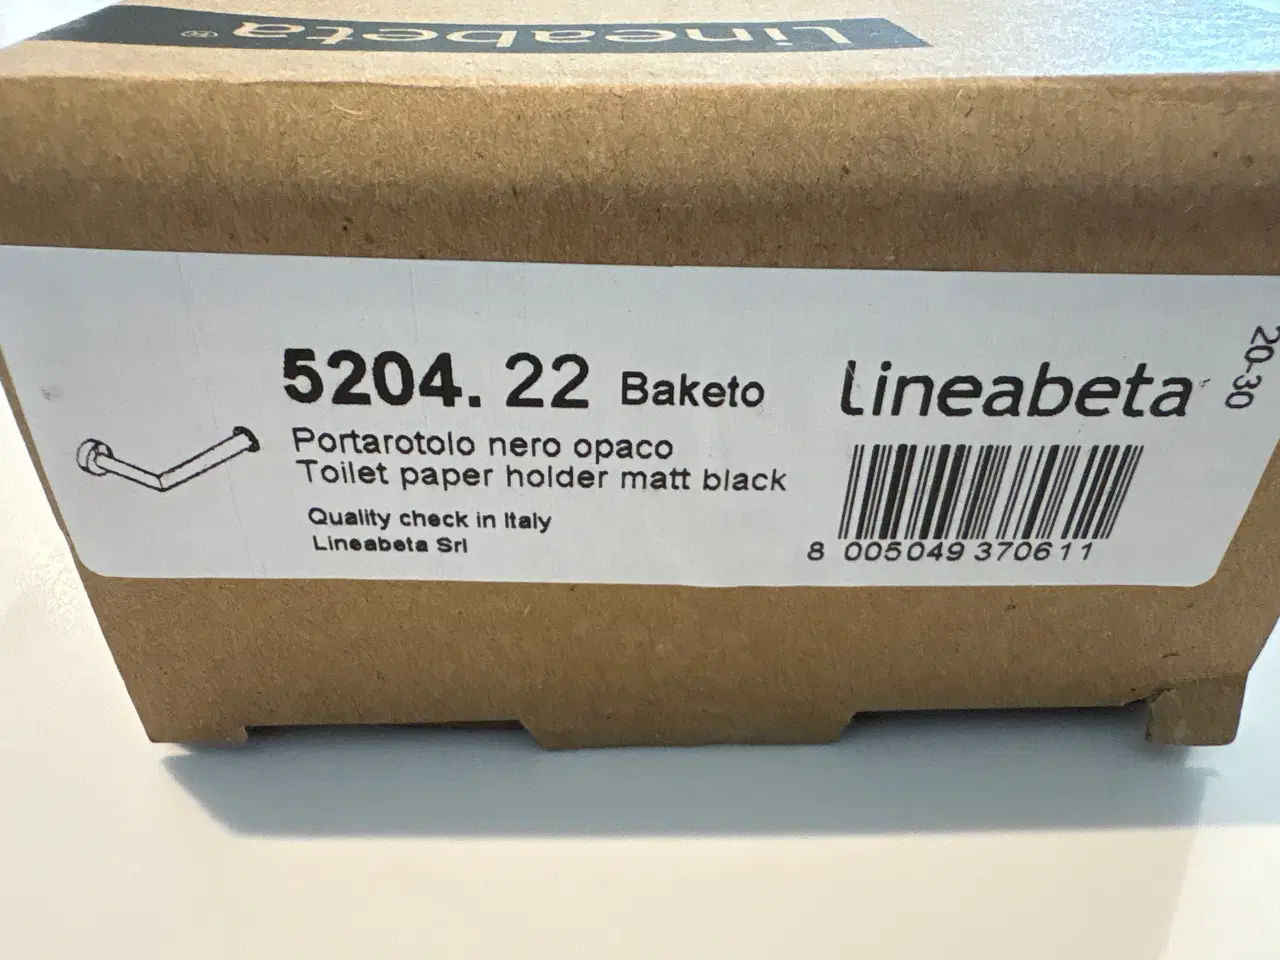 Lineabeta®
5204. 22 Baketo
Portarotolo nero opaco
Toilet paper holder matt black
Quality check in Italy
Lineabeta Srl
Lineabeta
8 005049 370611
20-30